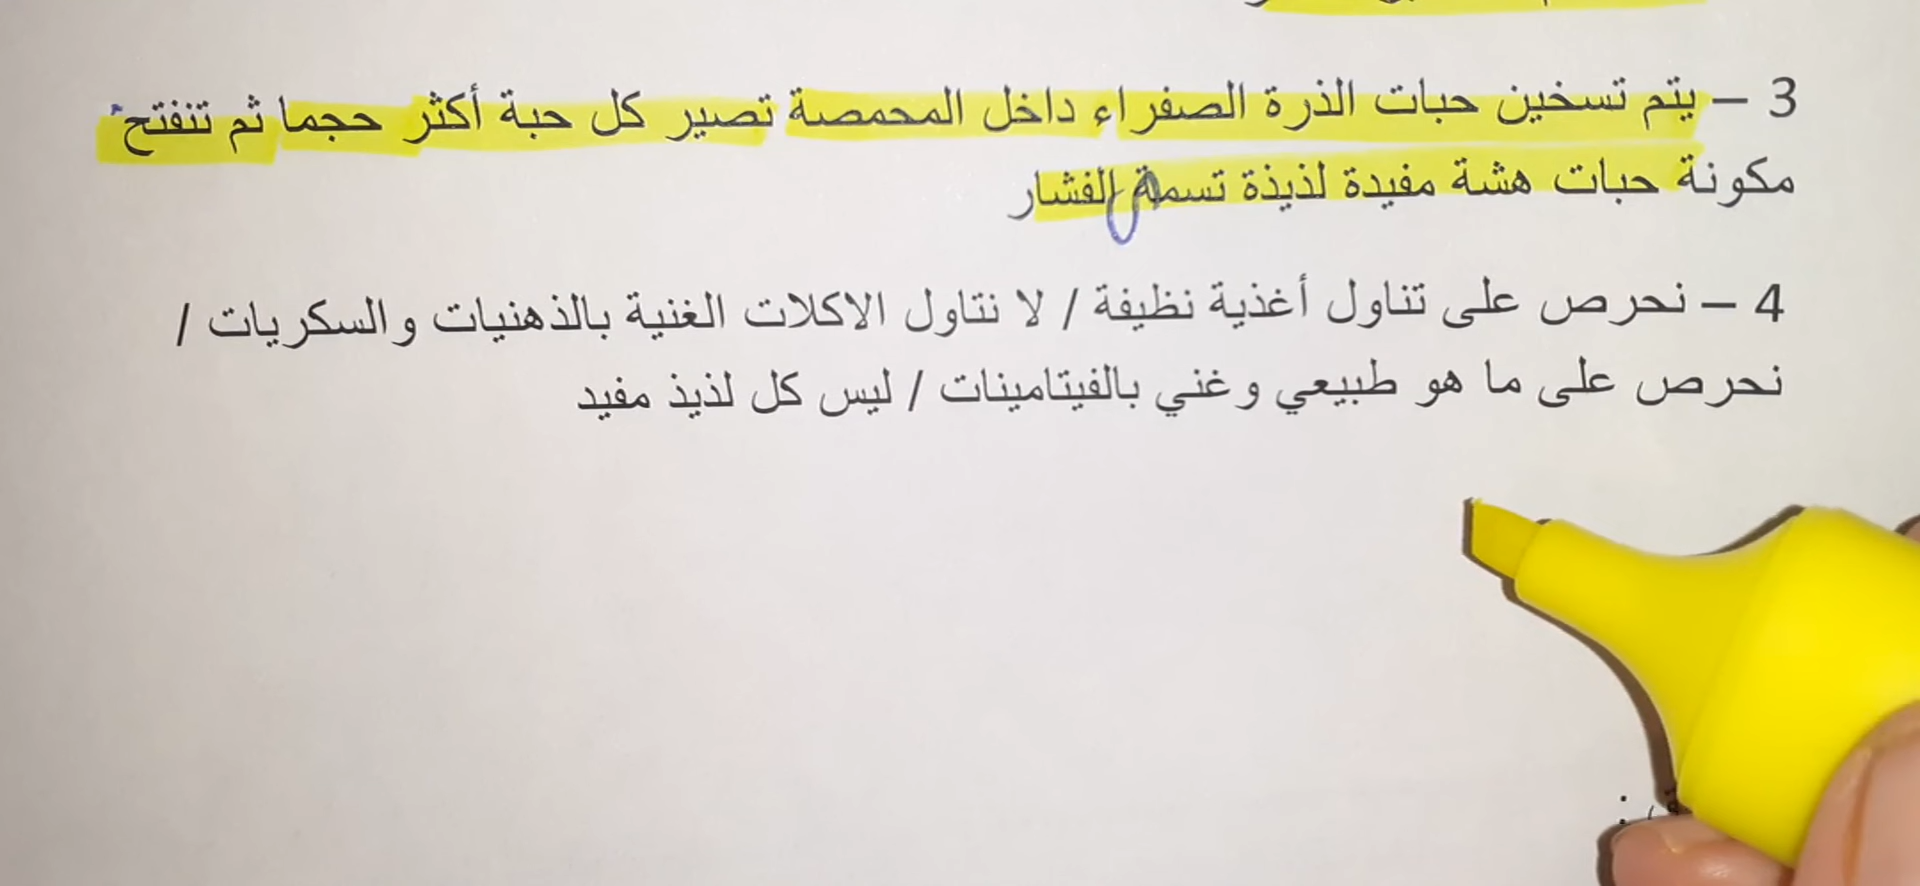 3 – يتم تسخين حبات الذرة الصفراء داخل المحمصة تصير كل حبة أكثر حجما ثم تنفتح
مكونة حبات هشة مفيدة لذيذة تسمى الفشار
4 – نحرص على تناول أغذية نظيفة / لا نتاول الاكلات الغنية بالذهنيات والسكريات /
نحرص على ما هو طبيعي وغني بالفيتامينات / ليس كل لذيذ مفيد